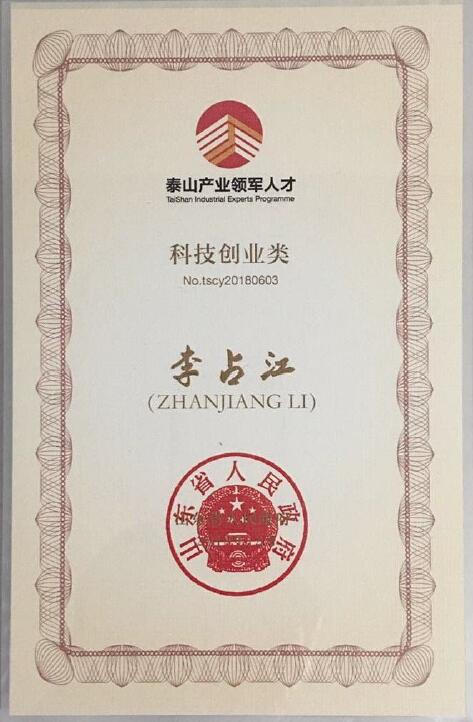 泰山产业领军人才
TaiShan Industrial Experts Programme
科技创业类
No.tscy20180603
李占江
(ZHANJIANG LI)
山东省人民政府